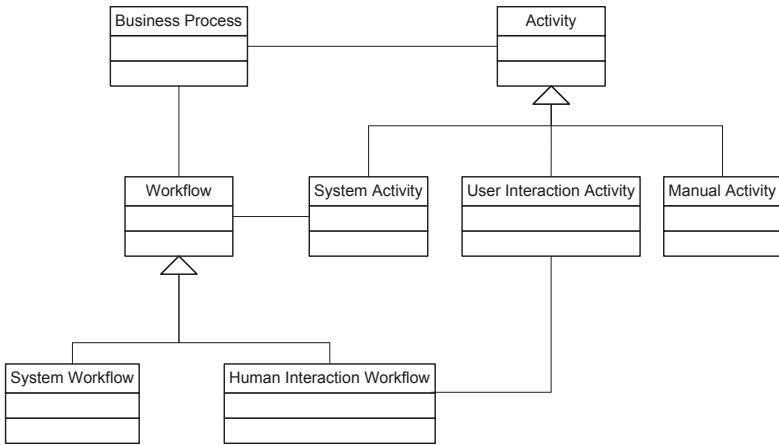 Business Process
Activity
Workflow
System Activity
User Interaction Activity
Manual Activity
System Workflow
Human Interaction Workflow